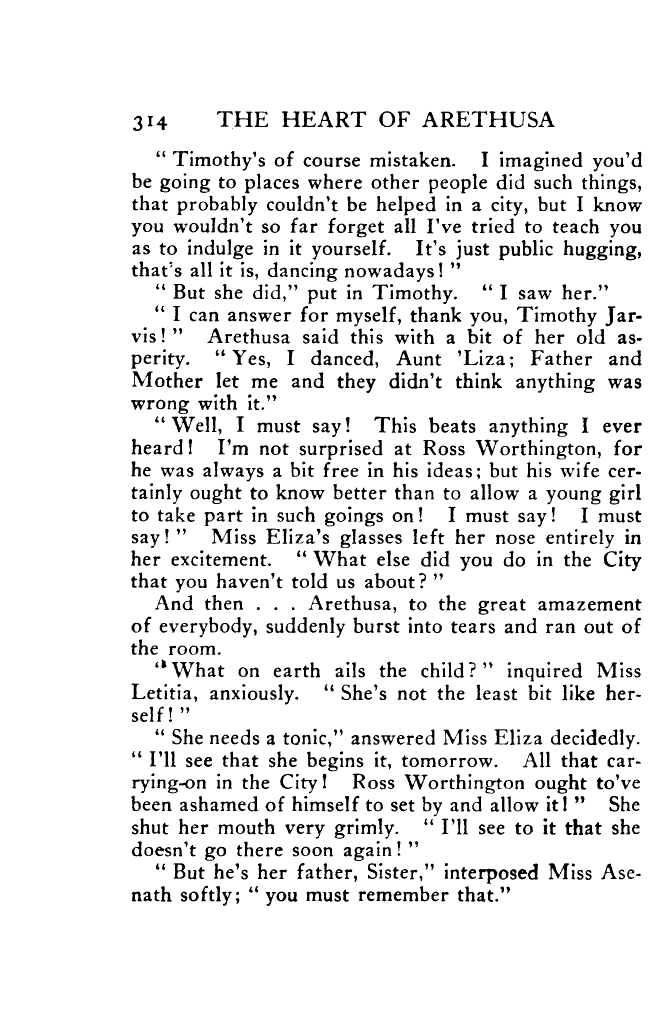 314 THE HEART OF ARETHUSA
“ Timothy's of course mistaken. I imagined you'd
be going to places where other people did such things,
that probably couldn't be helped in a city, but I know
you wouldn't so far forget all I've tried to teach you
as to indulge in it yourself. It's just public hugging,
that's all it is, dancing nowadays! ”
“ But she did,” put in Timothy. “ I saw her.”
“ I can answer for myself, thank you, Timothy Jar-
vis! ” Arethusa said this with a bit of her old as-
perity. “ Yes, I danced, Aunt 'Liza; Father and
Mother let me and they didn't think anything was
wrong with it.”
“ Well, I must say! This beats anything I ever
heard! I'm not surprised at Ross Worthington, for
he was always a bit free in his ideas; but his wife cer-
tainly ought to know better than to allow a young girl
to take part in such goings on! I must say! I must
say! ” Miss Eliza's glasses left her nose entirely in
her excitement. “ What else did you do in the City
that you haven't told us about? ”
And then . . . Arethusa, to the great amazement
of everybody, suddenly burst into tears and ran out of
the room.
“ What on earth ails the child? ” inquired Miss
Letitia, anxiously. “ She's not the least bit like her-
self! ”
“ She needs a tonic,” answered Miss Eliza decidedly.
“ I'll see that she begins it, tomorrow. All that car-
rying-on in the City! Ross Worthington ought to've
been ashamed of himself to set by and allow it! ” She
shut her mouth very grimly. “ I'll see to it that she
doesn't go there soon again! ”
“ But he's her father, Sister,” interposed Miss Ase-
nath softly; “ you must remember that.”